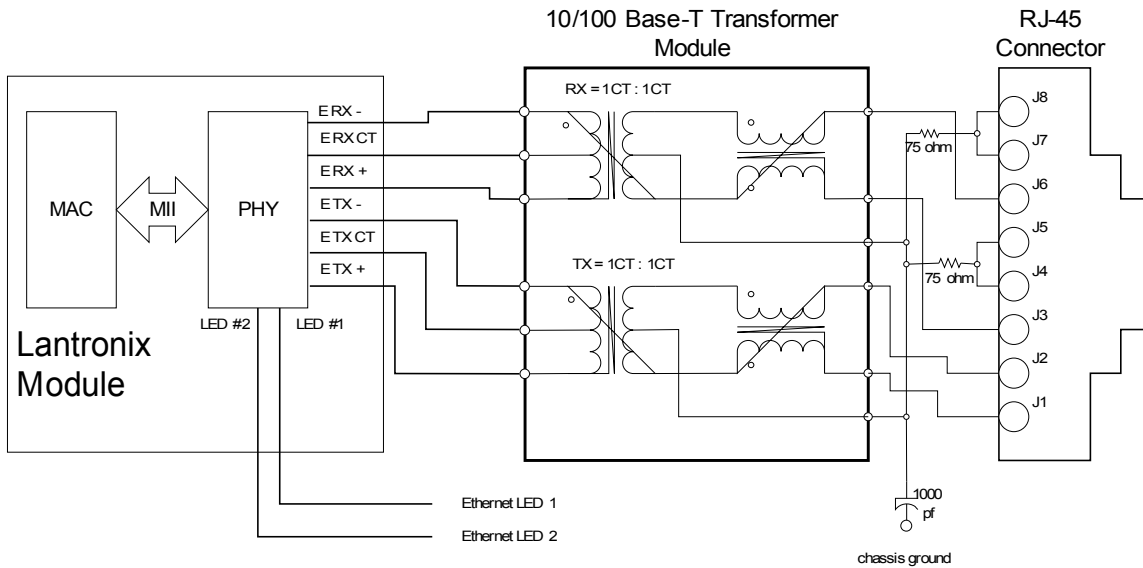 10/100 Base-T Transformer
Module
RJ-45
Connector
RX = 1CT : 1CT
ERX -
ERXCT
ERX +
ETX -
ETXCT
ETX +
MAC
MII
PHY
LED #2
LED #1
Lantronix
Module
TX = 1CT : 1CT
75 ohm
75 ohm
J8
J7
J6
J5
J4
J3
J2
J1
Ethernet LED 1
Ethernet LED 2
1000
pf
chassis ground